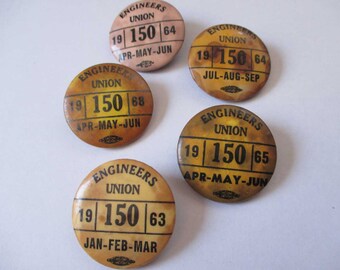 ENGINEERS
UNION
19 150 64
APR-MAY-JUN
ENGINEERS
UNION
19 150 64
JUL-AUG-SEP
ENGINEERS
UNION
19 150 68
APR-MAY-JUN
ENGINEERS
UNION
19 150 65
APR-MAY-JUN
ENGINEERS
UNION
19 150 63
JAN-FEB-MAR